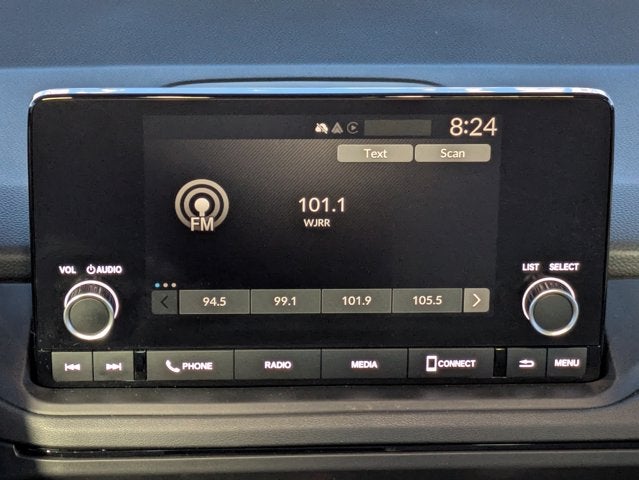 8:24
Text Scan
FM
101.1
WJRR
VOL AUDIO
LIST SELECT
94.5 99.1 101.9 105.5
PHONE RADIO MEDIA CONNECT MENU